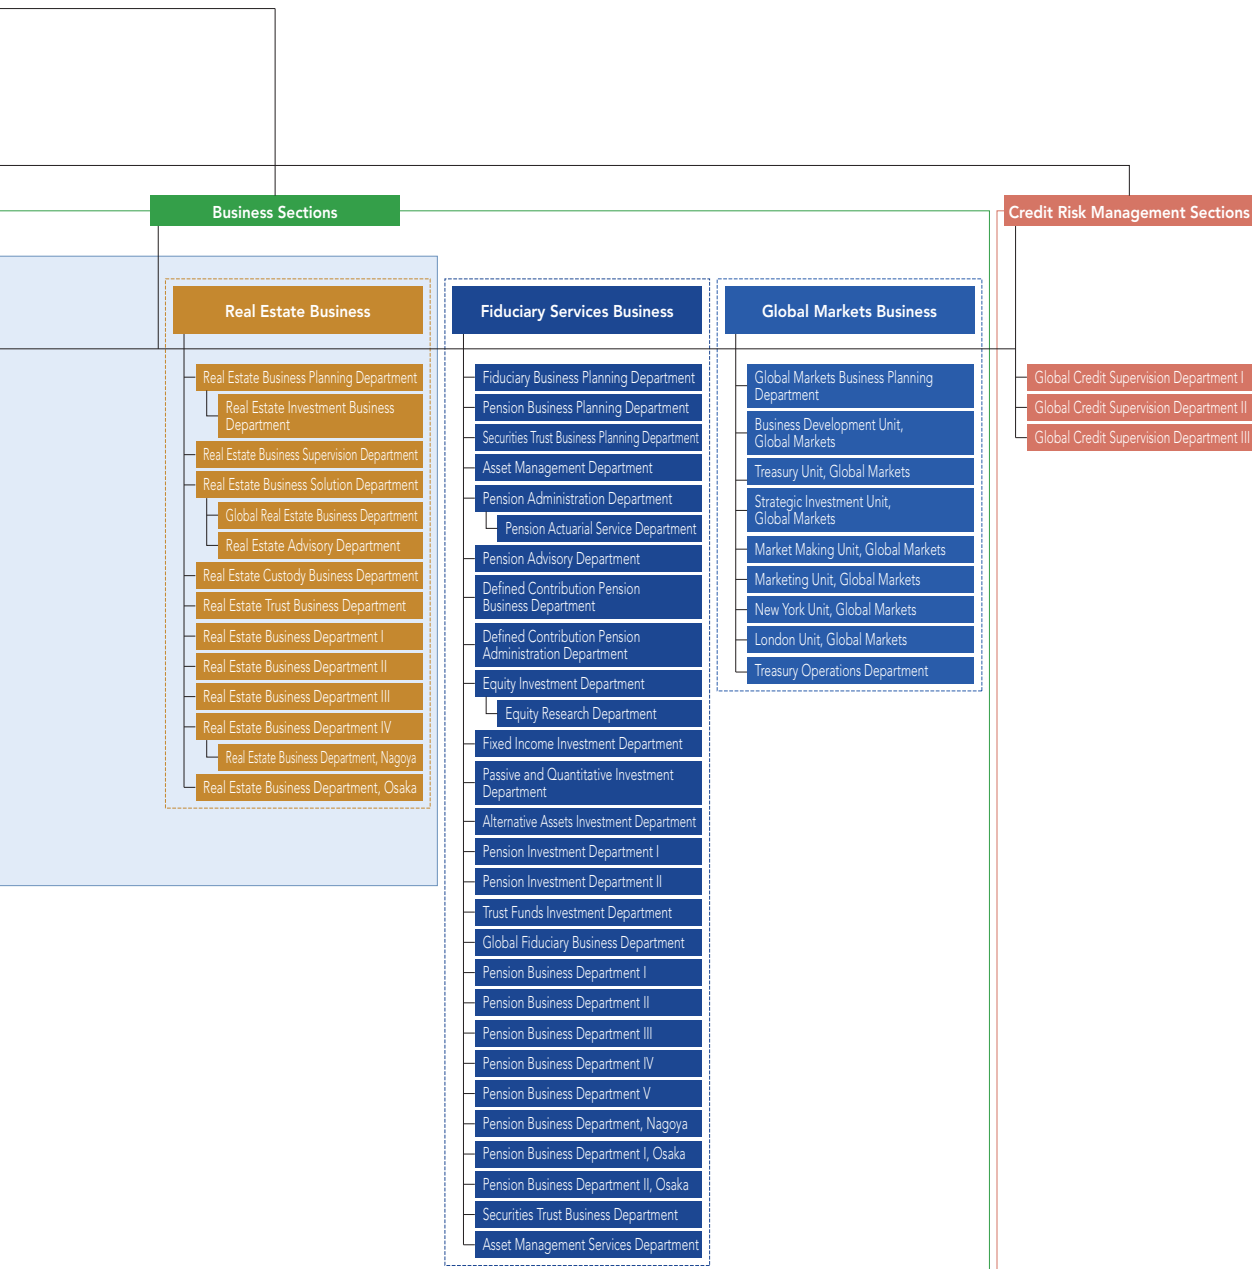 Business Sections
Credit Risk Management Sections
Real Estate Business
Real Estate Business Planning Department
Real Estate Investment Business
Department
Real Estate Business Supervision Department
Real Estate Business Solution Department
Global Real Estate Business Department
Real Estate Advisory Department
Real Estate Custody Business Department
Real Estate Trust Business Department
Real Estate Business Department I
Real Estate Business Department II
Real Estate Business Department III
Real Estate Business Department IV
Real Estate Business Department, Nagoya
Real Estate Business Department, Osaka
Fiduciary Services Business
Fiduciary Business Planning Department
Pension Business Planning Department
Securities Trust Business Planning Department
Asset Management Department
Pension Administration Department
Pension Actuarial Service Department
Pension Advisory Department
Defined Contribution Pension
Business Department
Defined Contribution Pension
Administration Department
Equity Investment Department
Equity Research Department
Fixed Income Investment Department
Passive and Quantitative Investment
Department
Alternative Assets Investment Department
Pension Investment Department I
Pension Investment Department II
Trust Funds Investment Department
Global Fiduciary Business Department
Pension Business Department I
Pension Business Department II
Pension Business Department III
Pension Business Department IV
Pension Business Department V
Pension Business Department, Nagoya
Pension Business Department I, Osaka
Pension Business Department II, Osaka
Securities Trust Business Department
Asset Management Services Department
Global Markets Business
Global Markets Business Planning
Department
Business Development Unit,
Global Markets
Treasury Unit, Global Markets
Strategic Investment Unit,
Global Markets
Market Making Unit, Global Markets
Marketing Unit, Global Markets
New York Unit, Global Markets
London Unit, Global Markets
Treasury Operations Department
Global Credit Supervision Department I
Global Credit Supervision Department II
Global Credit Supervision Department III